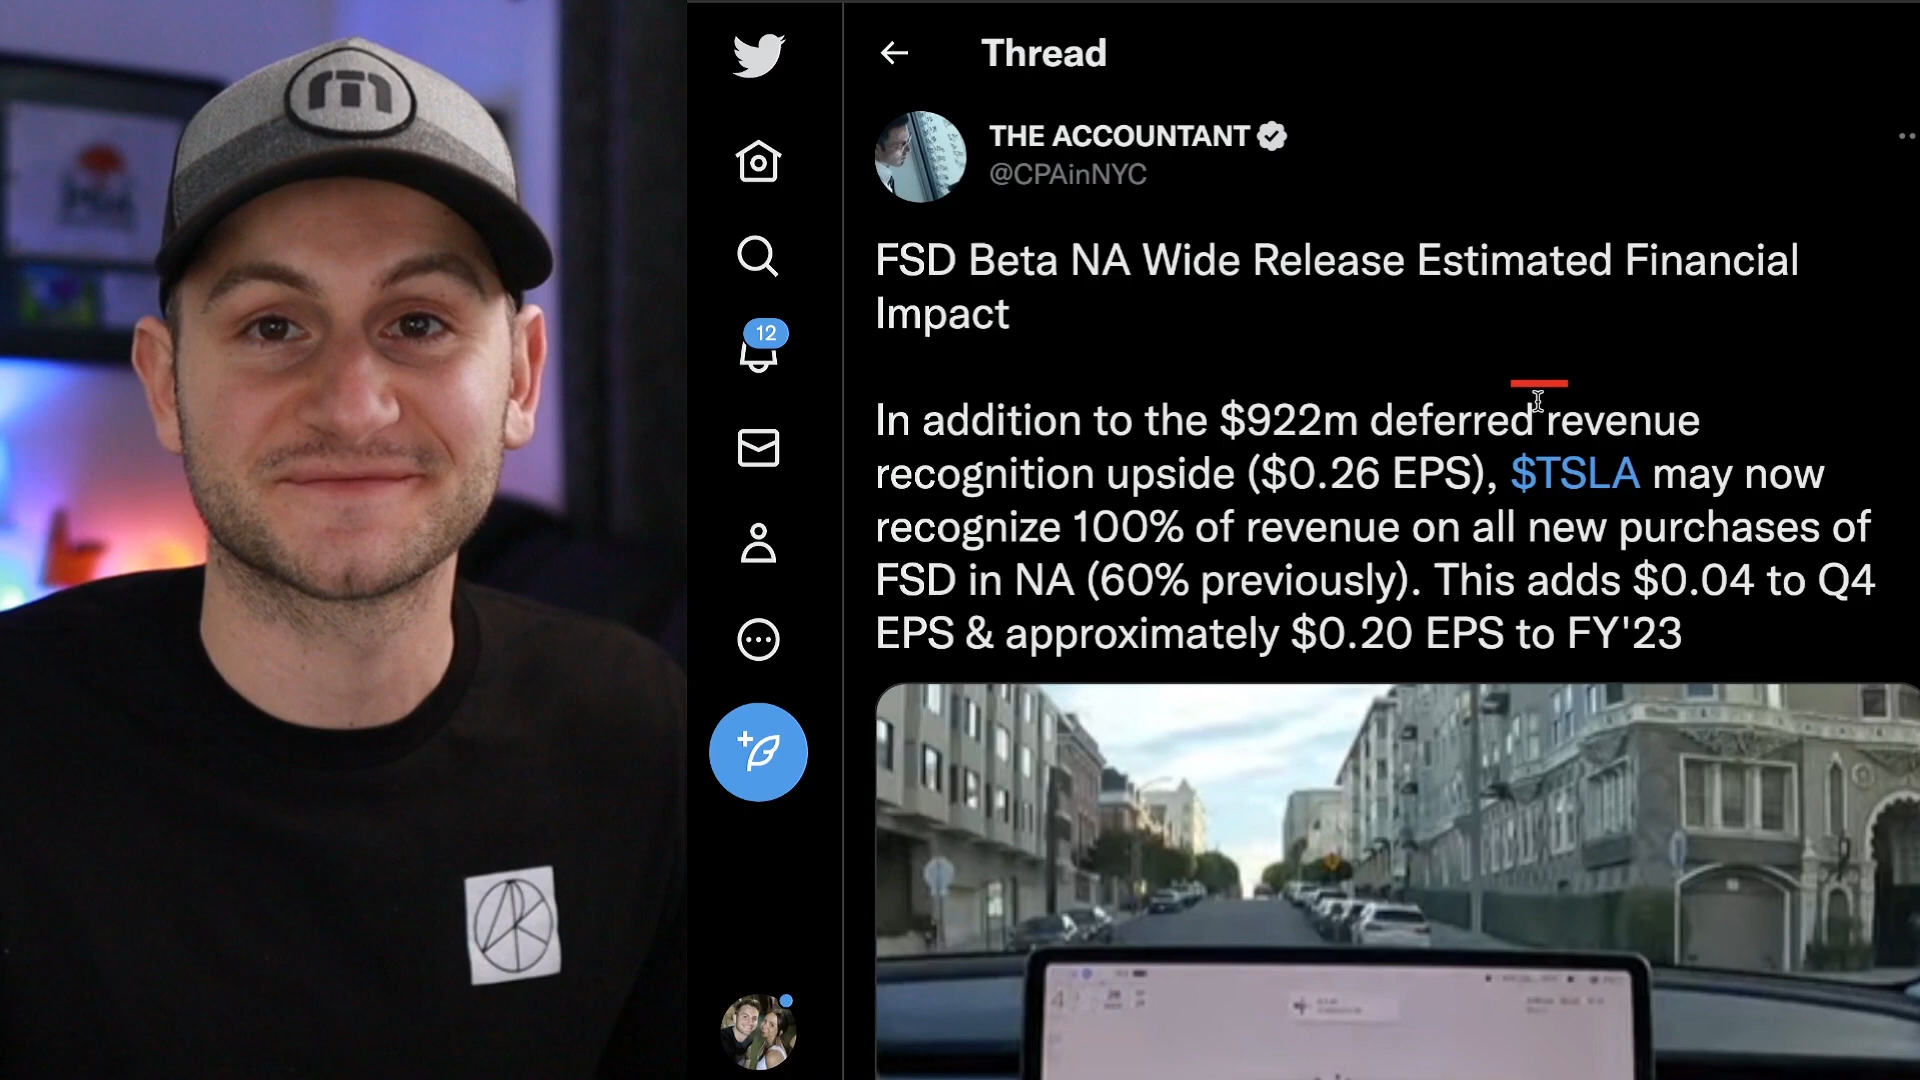 Thread
THE ACCOUNTANT
@CPAinNYC
12
FSD Beta NA Wide Release Estimated Financial
Impact
In addition to the $922m deferred revenue
recognition upside ($0.26 EPS), $TSLA may now
recognize 100% of revenue on all new purchases of
FSD in NA (60% previously). This adds $0.04 to Q4
EPS & approximately $0.20 EPS to FY'23